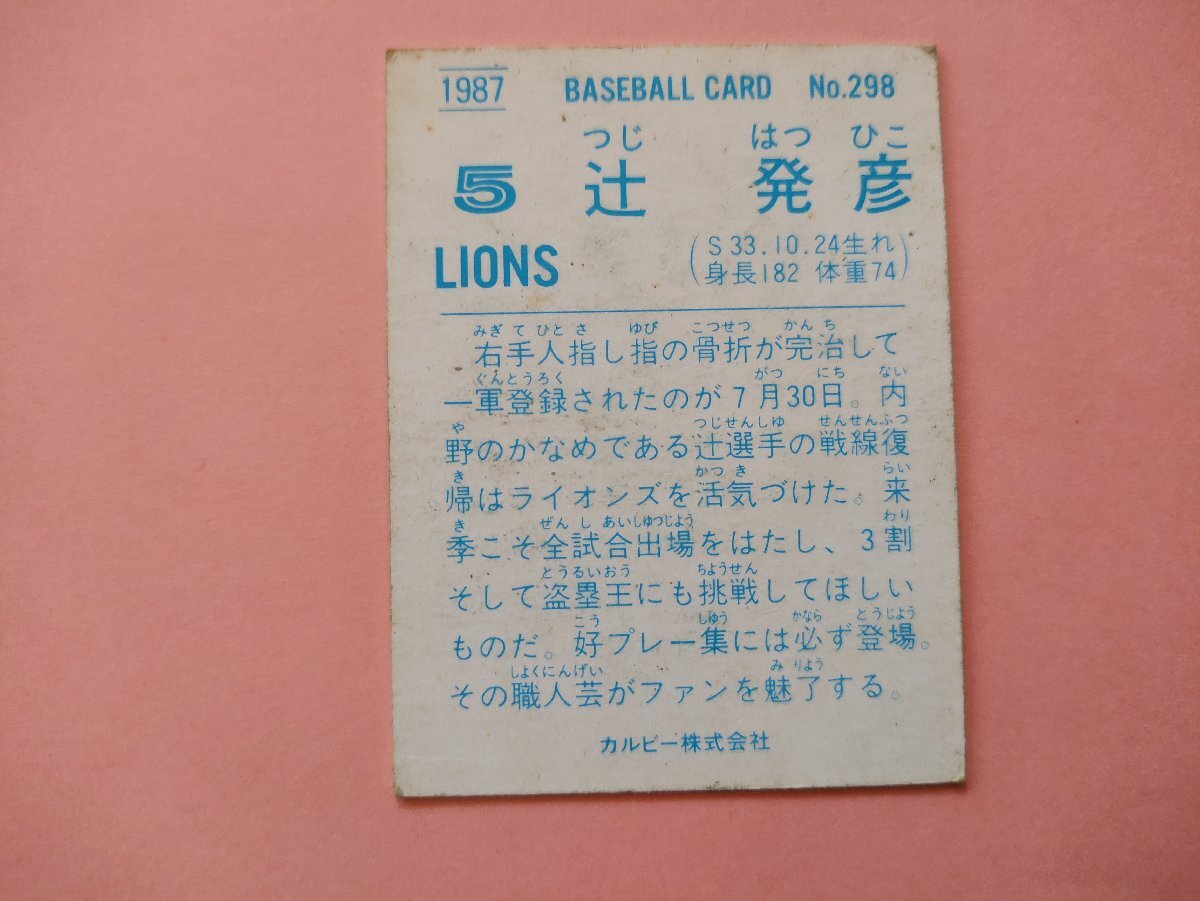 1987 BASEBALL CARD No.298
つじ はつ ひこ
5 辻 発 彦
LIONS
(S33.10.24生れ
身長182 体重74)
みぎ て ひと さ ゆび こつせつ かん ち
右手人指し指の骨折が完治して
ぐんとうろく がつ にち ない
一軍登録されたのが7月30日。内
や つじせんしゆ せんせんふつ
野のかなめである辻選手の戦線復
き かつ き らい
帰はライオンズを活気づけた。来
き ぜん し あいしゆつじよう わり
季こそ全試合出場をはたし、3割
とうるいおう ちようせん
そして盗塁王にも挑戦してほしい
こう しゆう かなら とうじよう
ものだ。好プレー集には必ず登場。
しよくにんげい み りよう
その職人芸がファンを魅了する。
カルビー株式会社